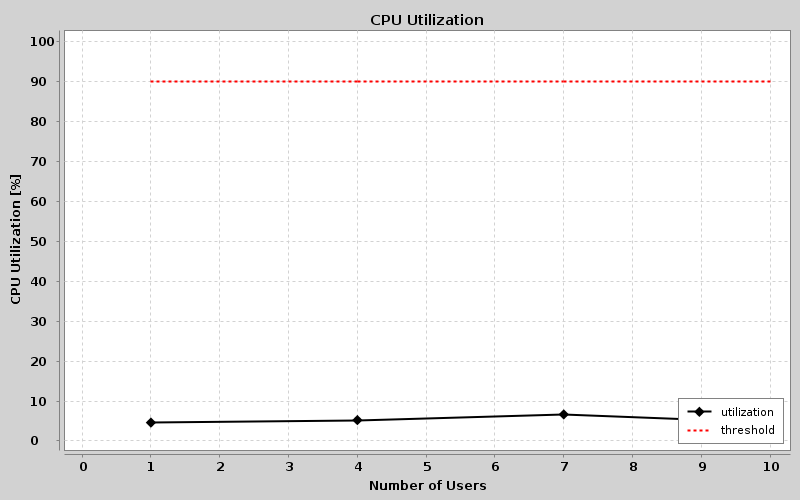 CPU Utilization
100
90
80
70
60
50
40
30
20
10
0
CPU Utilization [%]
utilization
threshold
0 1 2 3 4 5 6 7 8 9 10
Number of Users